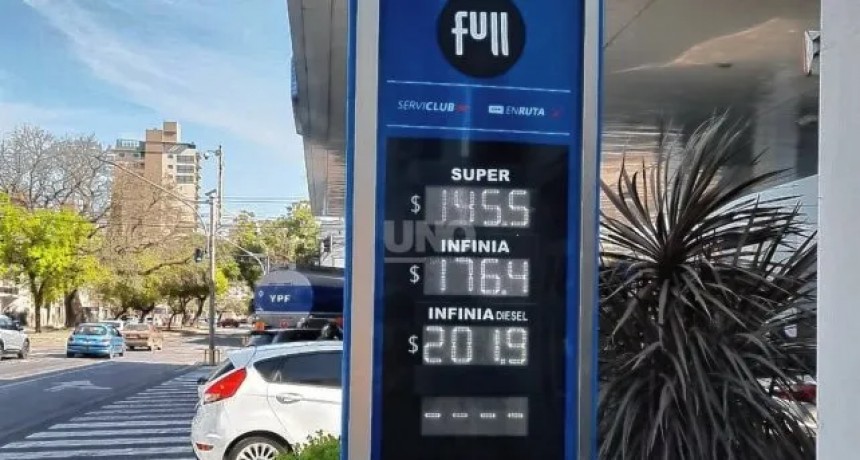 full
SERVICLUB
ENRUTA
SUPER
$ 145.5
UNO
INFINIA
$ 176.4
YPF
INFINIA DIESEL
$ 201.9
- - - -